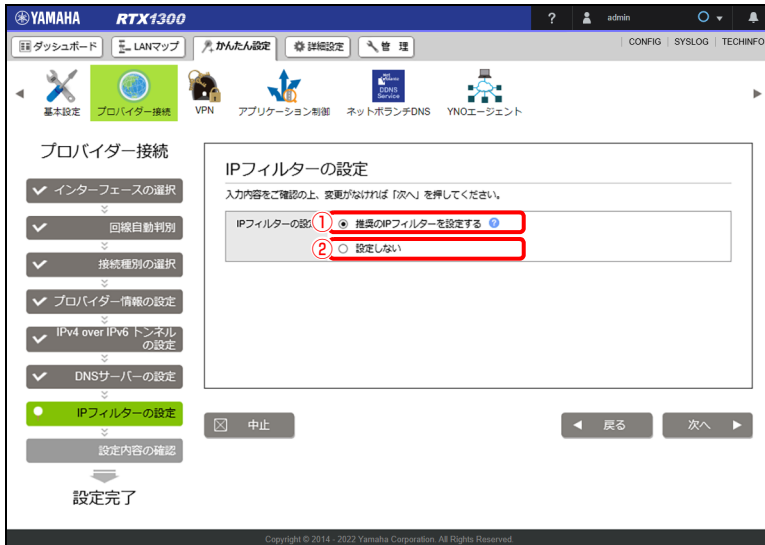 YAMAHA RTX1300 ? admin
ダッシュボード LANマップ かんたん設定 詳細設定 管 理 CONFIG SYSLOG TECHINFO
基本設定 プロバイダー接続 VPN アプリケーション制御 ネットボランチDNS YNOエージェント
DDNS
Service
プロバイダー接続
インターフェースの選択
回線自動判別
接続種別の選択
プロバイダー情報の設定
IPv4 over IPv6 トンネル
の設定
DNSサーバーの設定
IPフィルターの設定
設定内容の確認
設定完了
IPフィルターの設定
入力内容をご確認の上、変更がなければ「次へ」を押してください。
IPフィルターの設 ① 推奨のIPフィルターを設定する ?
② 設定しない
中止 戻る 次へ
Copyright © 2014 - 2022 Yamaha Corporation. All Rights Reserved.